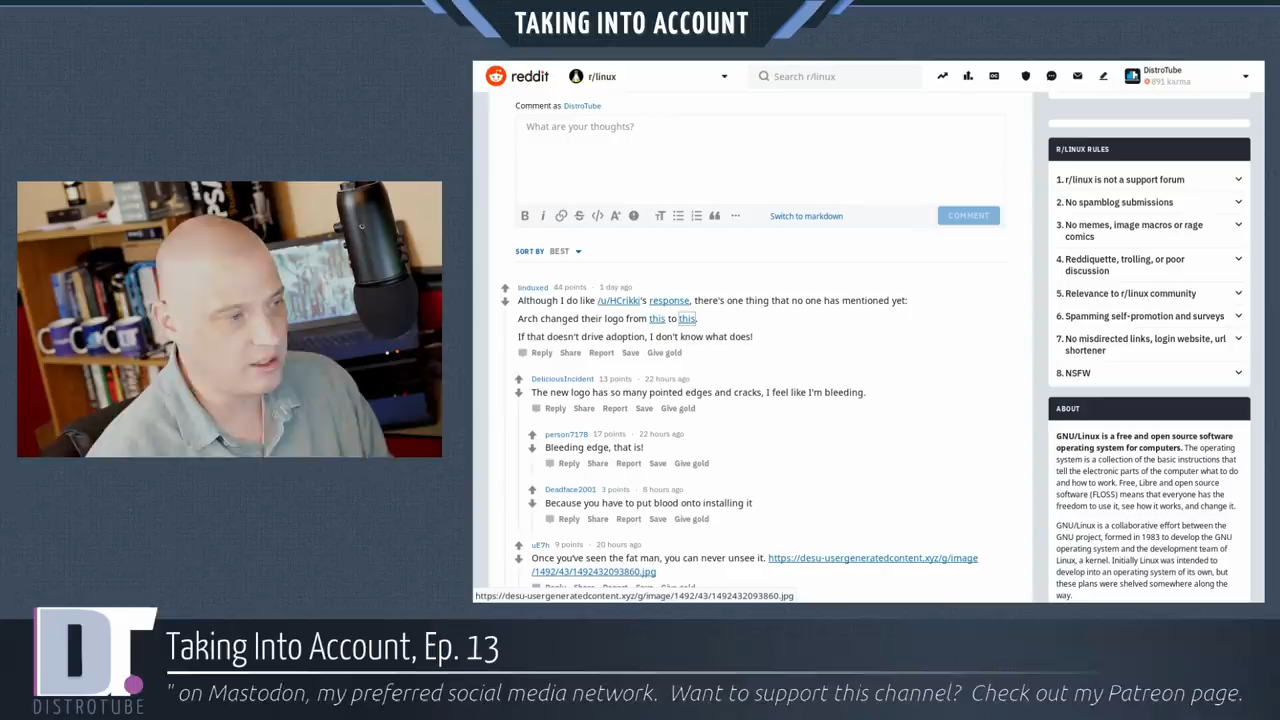 TAKING INTO ACCOUNT
reddit
r/linux
Search r/linux
DistroTube
891 karma
Comment as DistroTube
What are your thoughts?
Switch to markdown
COMMENT
SORT BY BEST
linduxed 44 points · 1 day ago
Although I do like /u/HCrikki's response, there's one thing that no one has mentioned yet:
Arch changed their logo from this to this.
If that doesn't drive adoption, I don't know what does!
Reply Share Report Save Give gold
DeliciousIncident 13 points · 22 hours ago
The new logo has so many pointed edges and cracks, I feel like I'm bleeding.
Reply Share Report Save Give gold
person7178 17 points · 22 hours ago
Bleeding edge, that is!
Reply Share Report Save Give gold
Deadface2001 3 points · 8 hours ago
Because you have to put blood onto installing it
Reply Share Report Save Give gold
uE7h 9 points · 20 hours ago
Once you've seen the fat man, you can never unsee it. https://desu-usergeneratedcontent.xyz/g/image
/1492/43/1492432093860.jpg
https://desu-usergeneratedcontent.xyz/g/image/1492/43/1492432093860.jpg
R/LINUX RULES
1. r/linux is not a support forum
2. No spamblog submissions
3. No memes, image macros or rage
comics
4. Reddiquette, trolling, or poor
discussion
5. Relevance to r/linux community
6. Spamming self-promotion and surveys
7. No misdirected links, login website, url
shortener
8. NSFW
ABOUT
GNU/Linux is a free and open source software
operating system for computers. The operating
system is a collection of the basic instructions that
tell the electronic parts of the computer what to do
and how to work. Free, Libre and open source
software (FLOSS) means that everyone has the
freedom to use it, see how it works, and change it.
GNU/Linux is a collaborative effort between the
GNU project, formed in 1983 to develop the GNU
operating system and the development team of
Linux, a kernel. Initially Linux was intended to
develop into an operating system of its own, but
these plans were shelved somewhere along the
way.
DT
DISTROTUBE
Taking Into Account, Ep. 13
" on Mastodon, my preferred social media network. Want to support this channel? Check out my Patreon page.